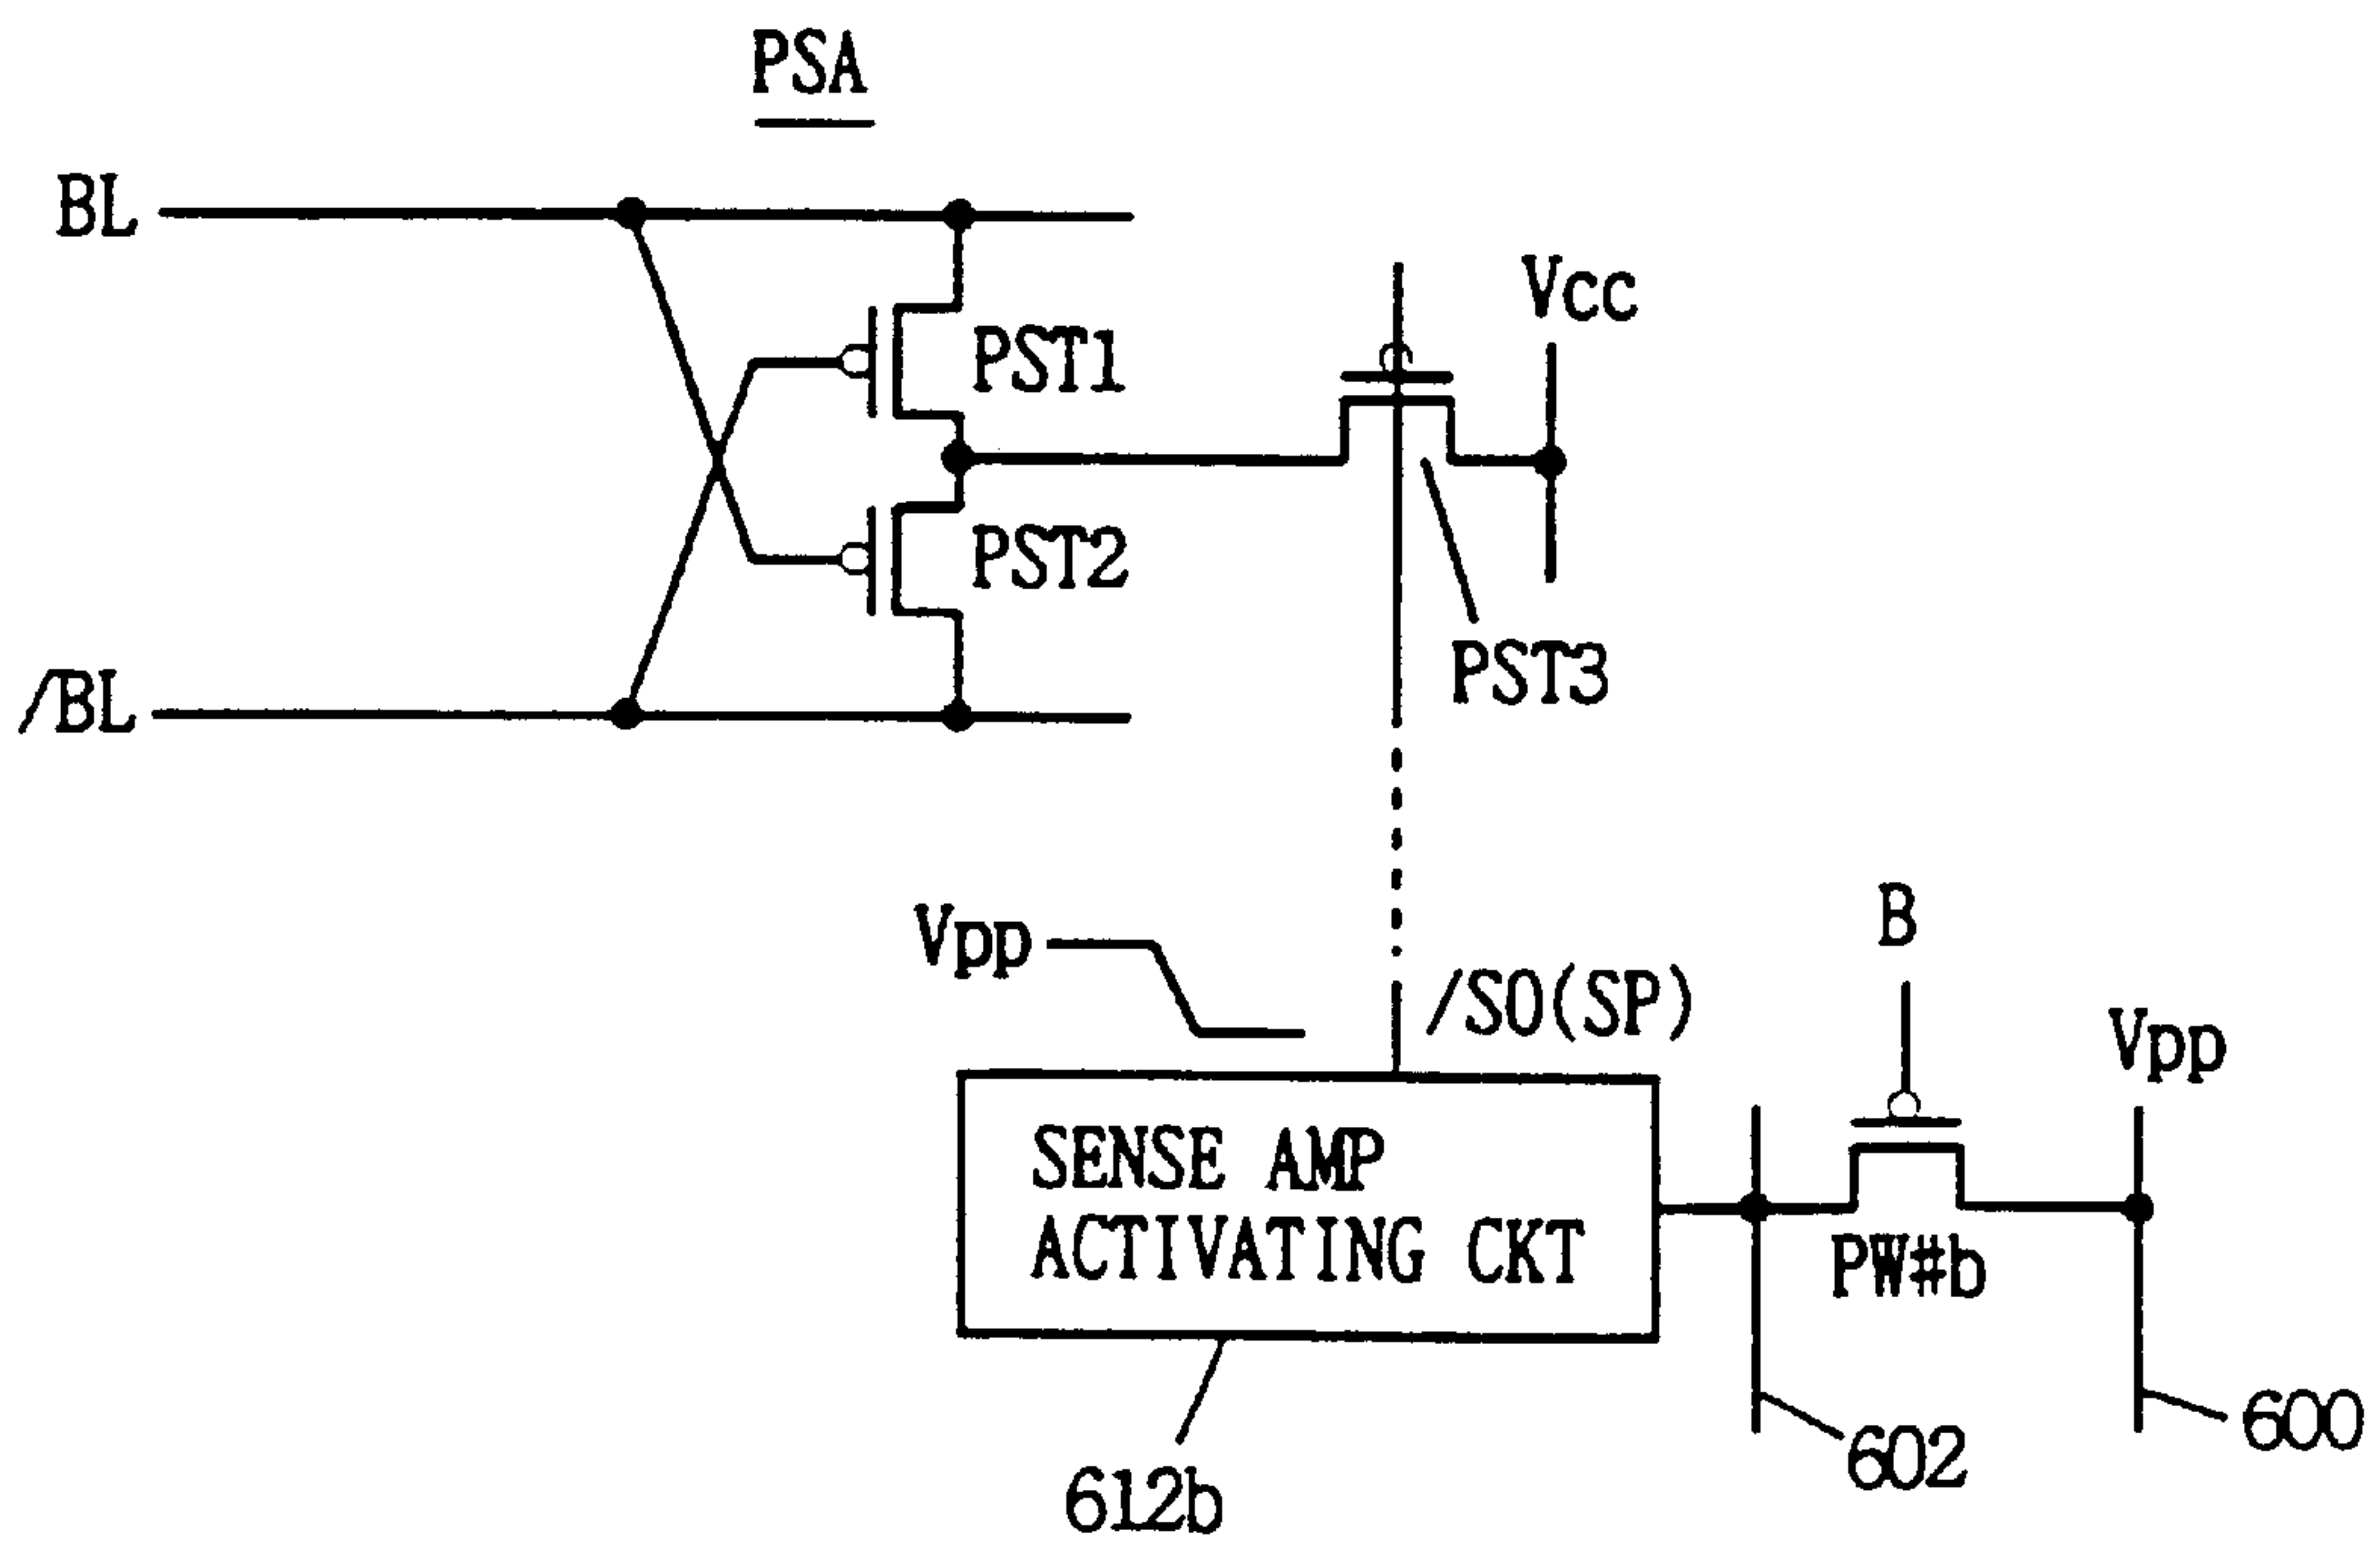 PSA
BL
Vcc
PST1
PST2
PST3
/BL
Vpp
B
/SO(SP)
Vpp
SENSE AMP
ACTIVATING CKT
PW#b
600
602
612b